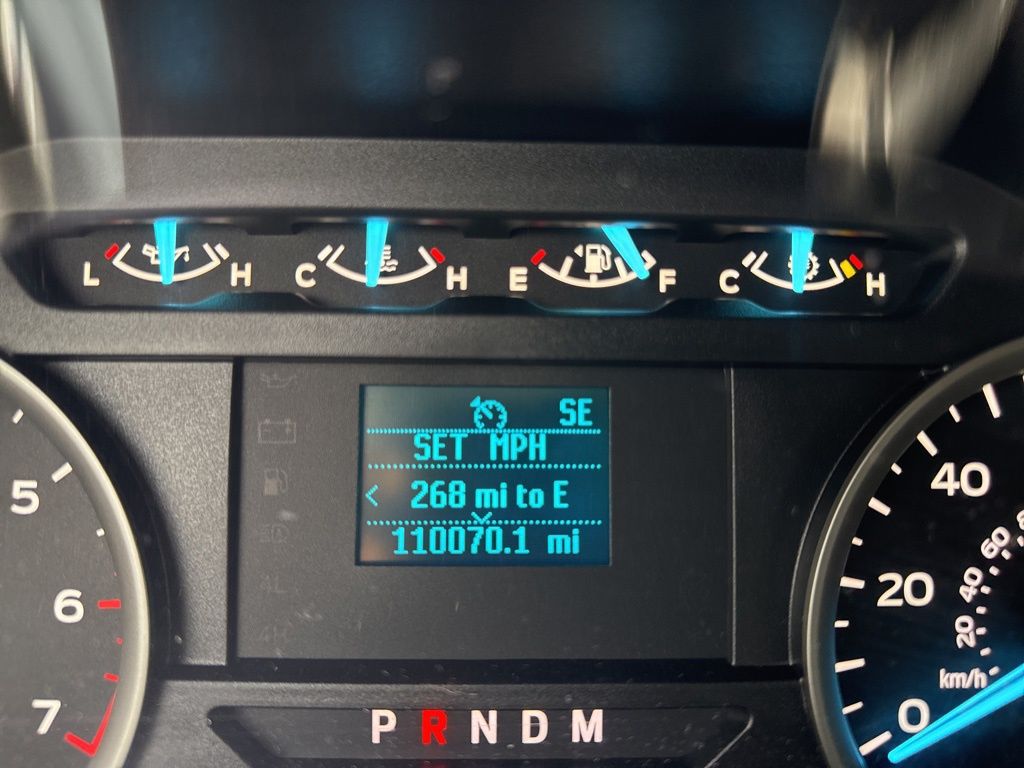 L H C H E F C H
SE
SET MPH
< 268 mi to E
110070.1 mi
5
6
7
40
20
0
60
40
20
km/h
P R N D M